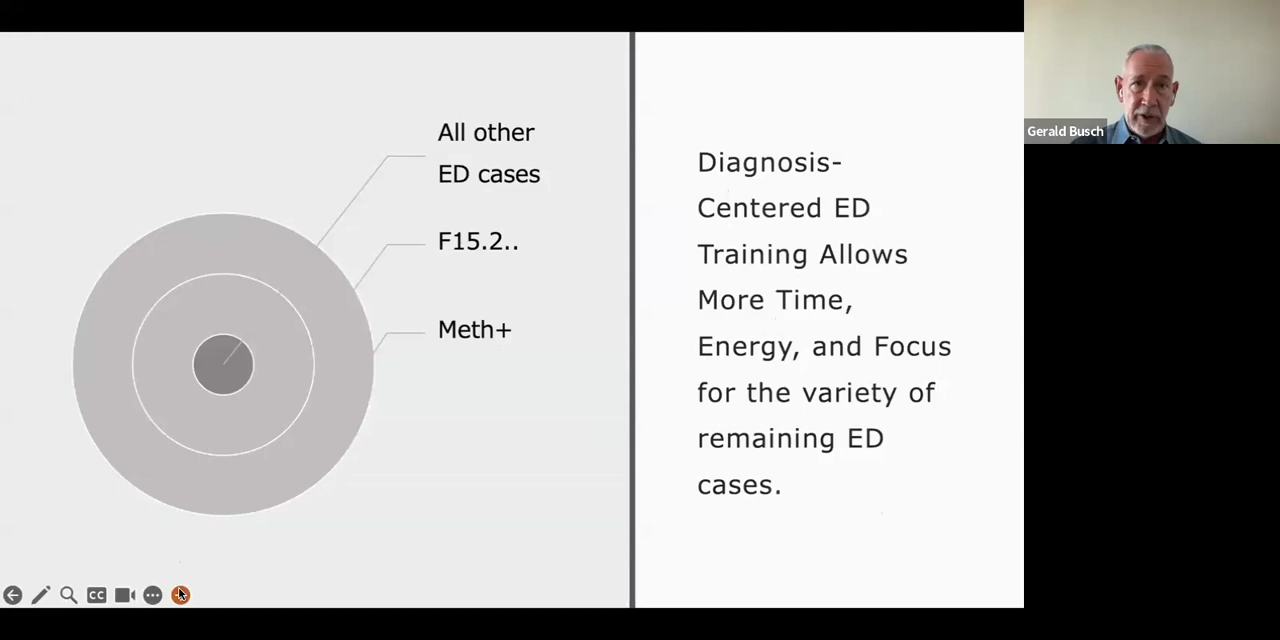 All other
ED cases
F15.2..
Meth+
Diagnosis-
Centered ED
Training Allows
More Time,
Energy, and Focus
for the variety of
remaining ED
cases.
Gerald Busch
CC